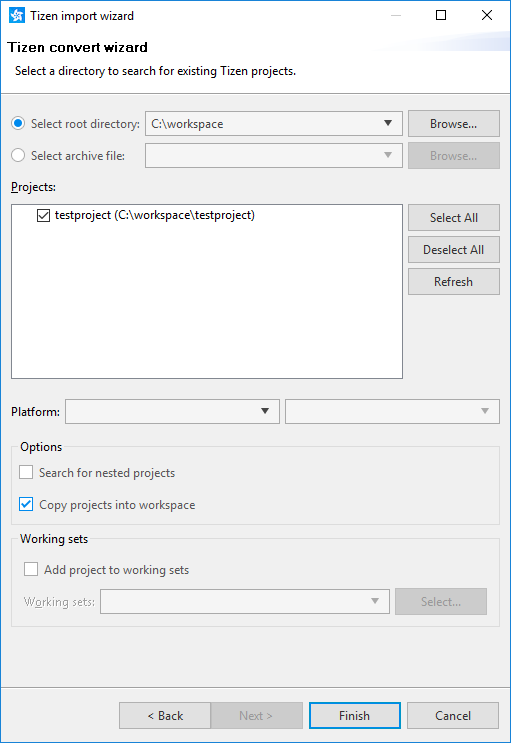 Tizen import wizard
Tizen convert wizard
Select a directory to search for existing Tizen projects.
Select root directory: C:\workspace Browse...
Select archive file: Browse...
Projects:
testproject (C:\workspace\testproject)
Select All
Deselect All
Refresh
Platform:
Options
Search for nested projects
Copy projects into workspace
Working sets
Add project to working sets
Working sets: Select...
< Back Next > Finish Cancel